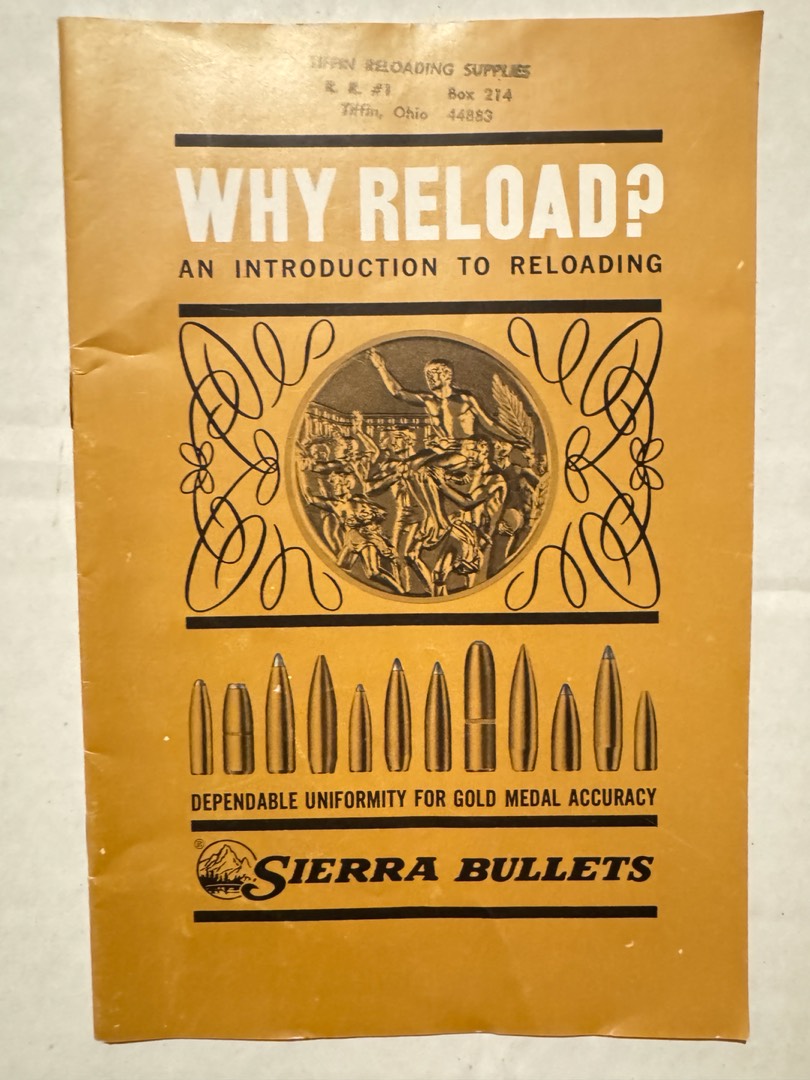 TIFFIN RELOADING SUPPLIES
R. R. #1 Box 214
Tiffin, Ohio 44883
WHY RELOAD?
AN INTRODUCTION TO RELOADING
DEPENDABLE UNIFORMITY FOR GOLD MEDAL ACCURACY
SIERRA BULLETS